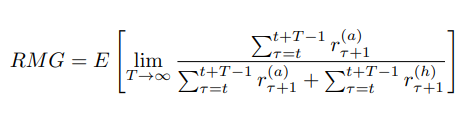 RMG = E \left[ \lim_{T \to \infty} \frac{\sum_{\tau=t}^{t+T-1} r_{\tau+1}^{(a)}}{\sum_{\tau=t}^{t+T-1} r_{\tau+1}^{(a)} + \sum_{\tau=t}^{t+T-1} r_{\tau+1}^{(h)}} \right]